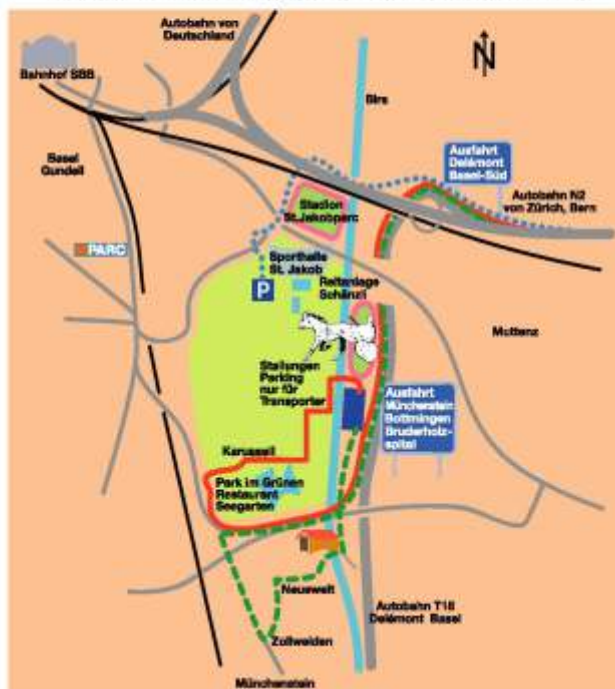 Autobahn von
Deutschland
N
Bahnhof SBB
Birs
Basel
Gundeli
Ausfahrt
Delémont
Basel-Süd
Autobahn N2
von Zürich, Bern
Stadion
St. Jakobparc
PARC
Sporthalle
St. Jakob
P
Reitanlage
Schänzli
Muttenz
Stallungen
Parking
nur für
Transporter
Ausfahrt
Münchenstein
Bottmingen
Bruderholz-
spital
Karussell
Park im Grünen
Restaurant
Seegarten
Neuewelt
Autobahn T18
Delémont Basel
Zollweiden
Münchenstein